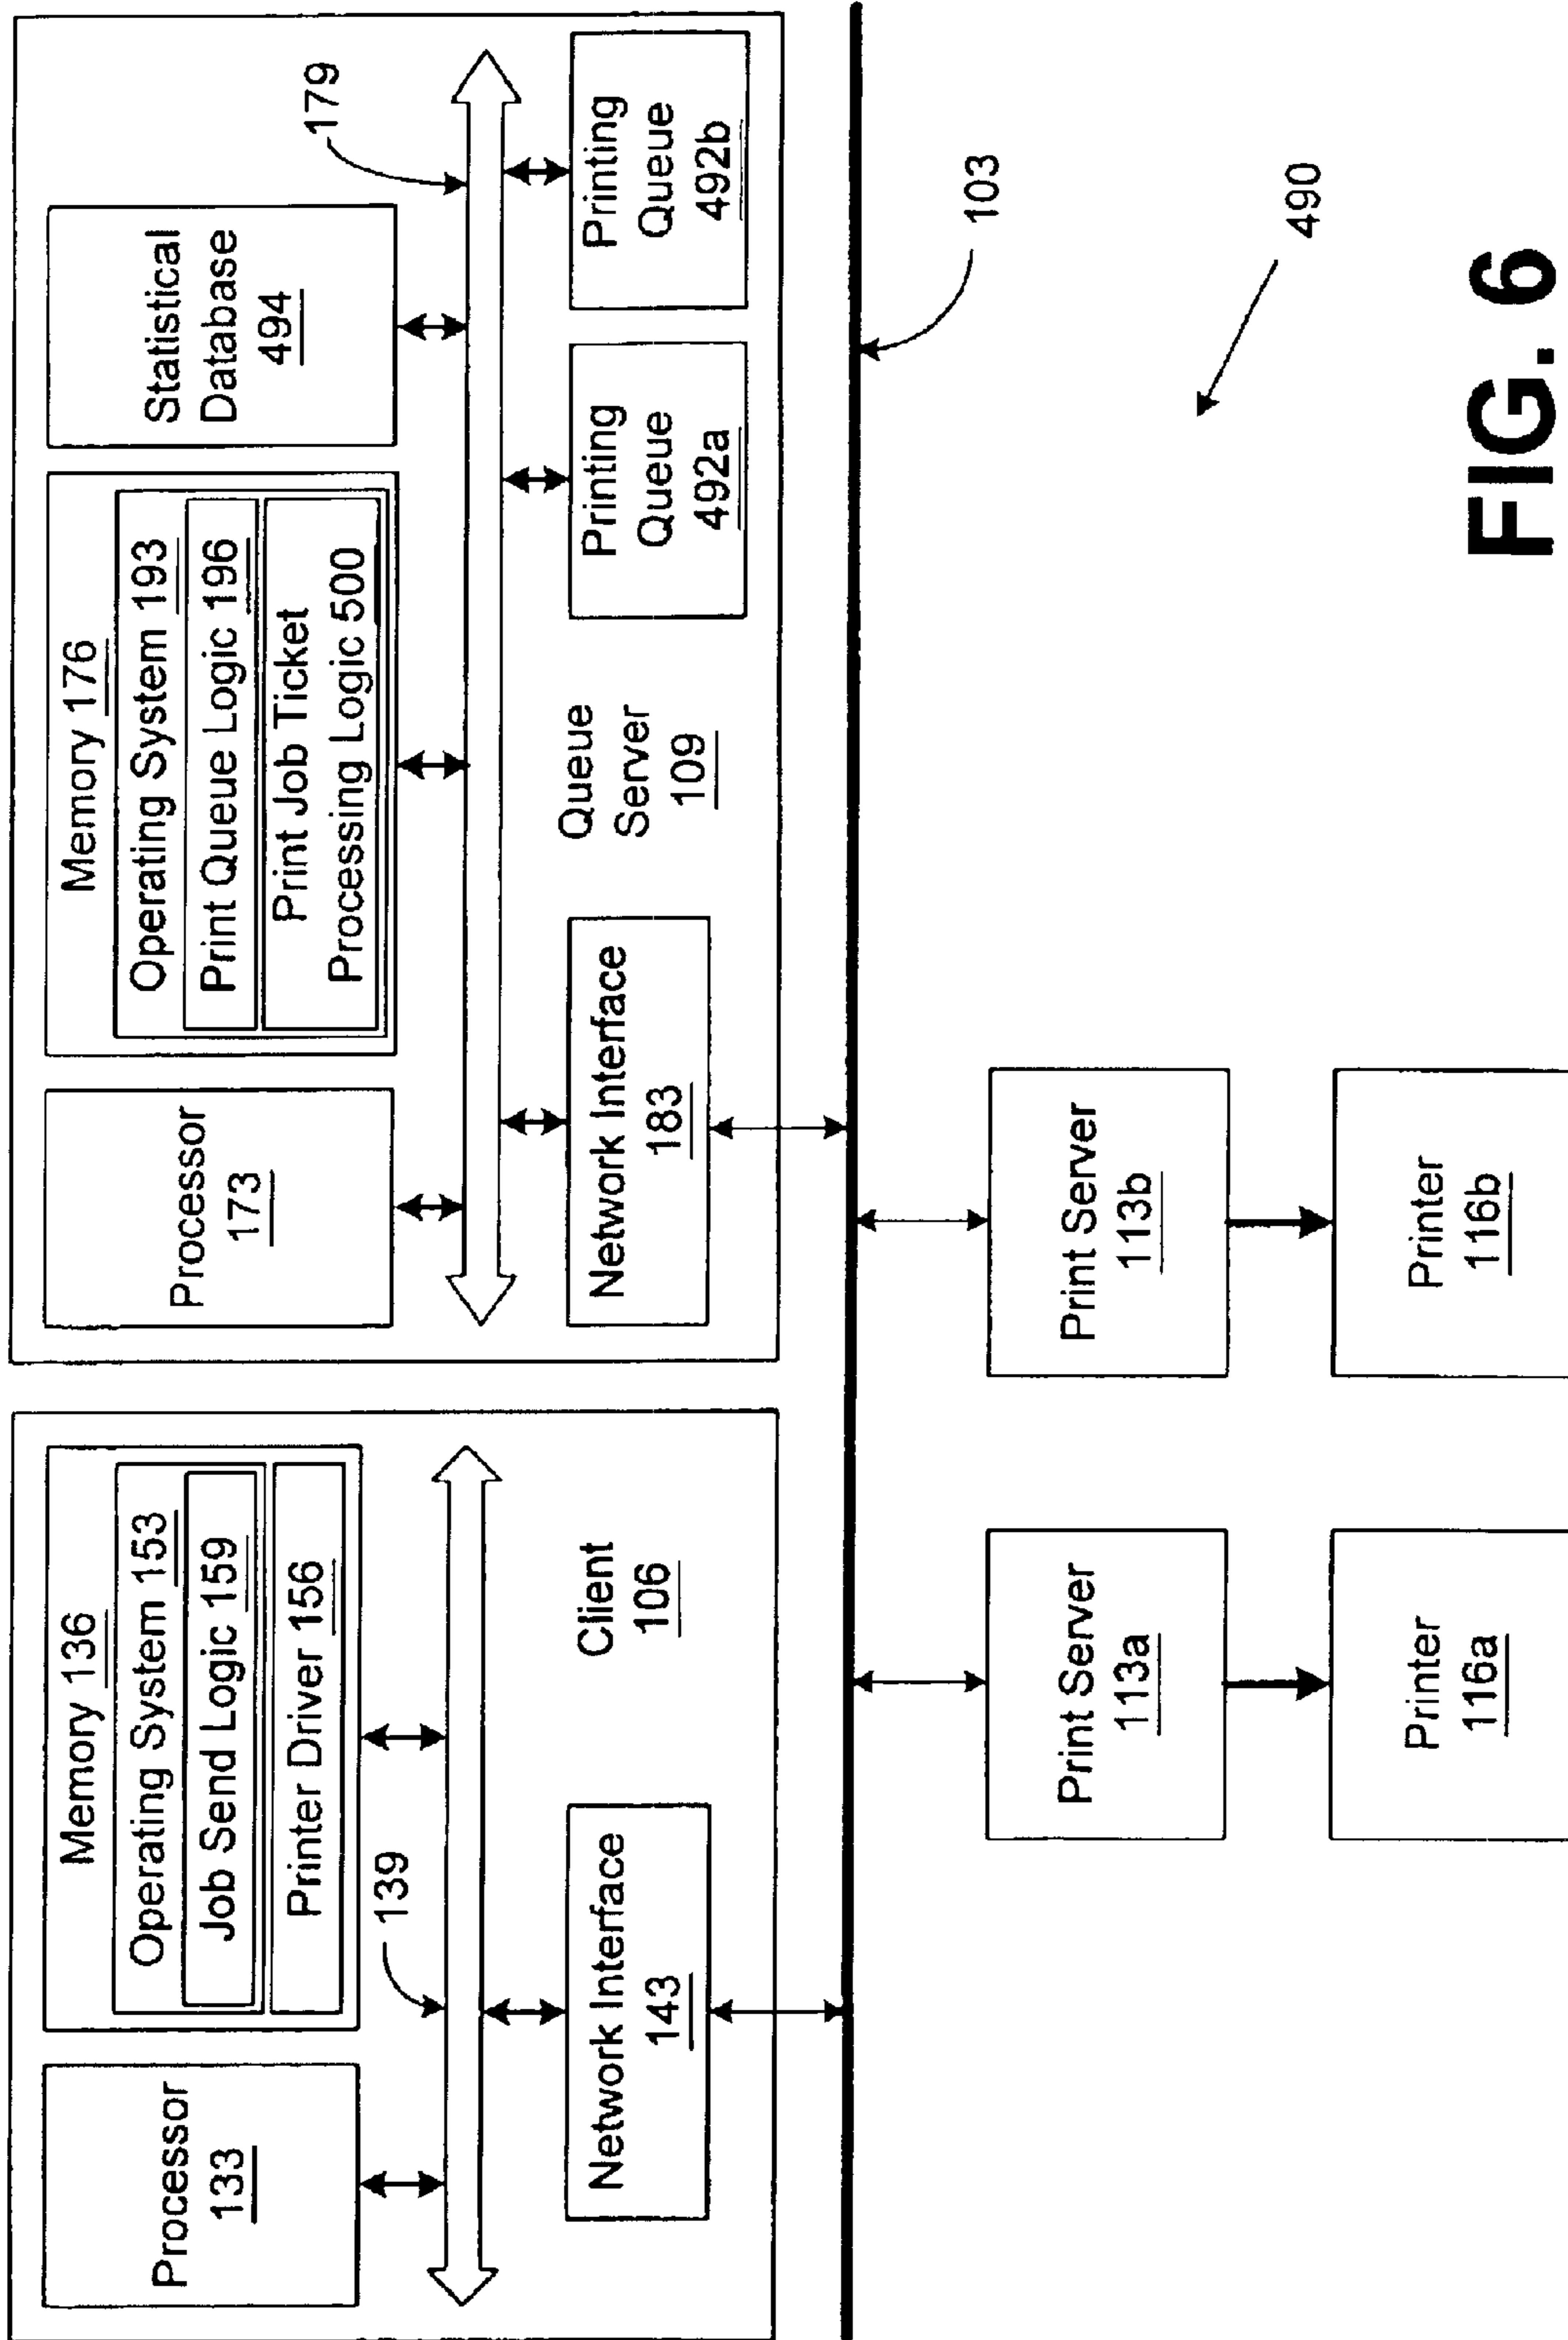 Processor
133
Memory 136
Operating System 153
Job Send Logic 159
Printer Driver 156
139
Network Interface
143
Client
106
Processor
173
Memory 176
Operating System 193
Print Queue Logic 196
Print Job Ticket
Processing Logic 500
Statistical
Database
494
179
Network Interface
183
Queue
Server
109
Printing
Queue
492a
Printing
Queue
492b
103
Print Server
113a
Print Server
113b
490
Printer
116a
Printer
116b
FIG. 6